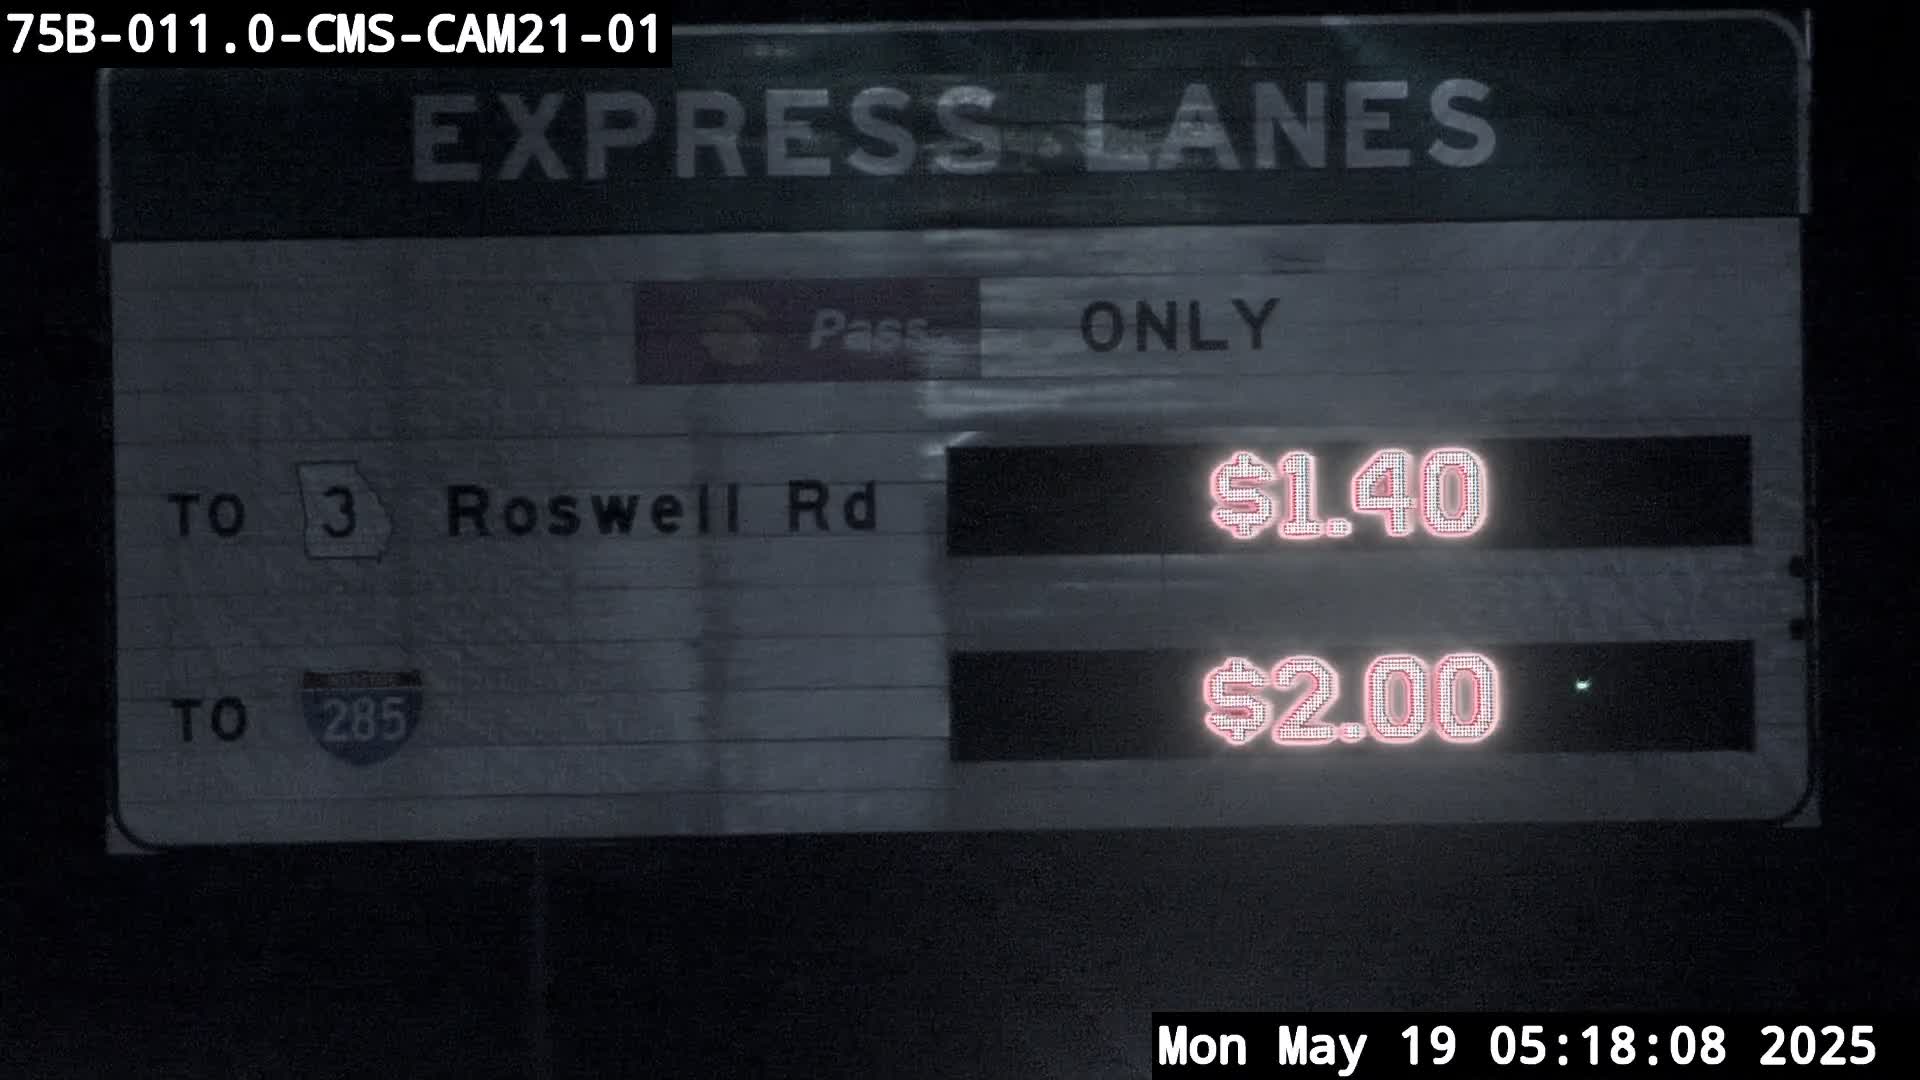 75B-011.0-CMS-CAM21-01
EXPRESS LANES
Pass ONLY
TO 3 Roswell Rd $1.40
TO 285 $2.00
Mon May 19 05:18:08 2025